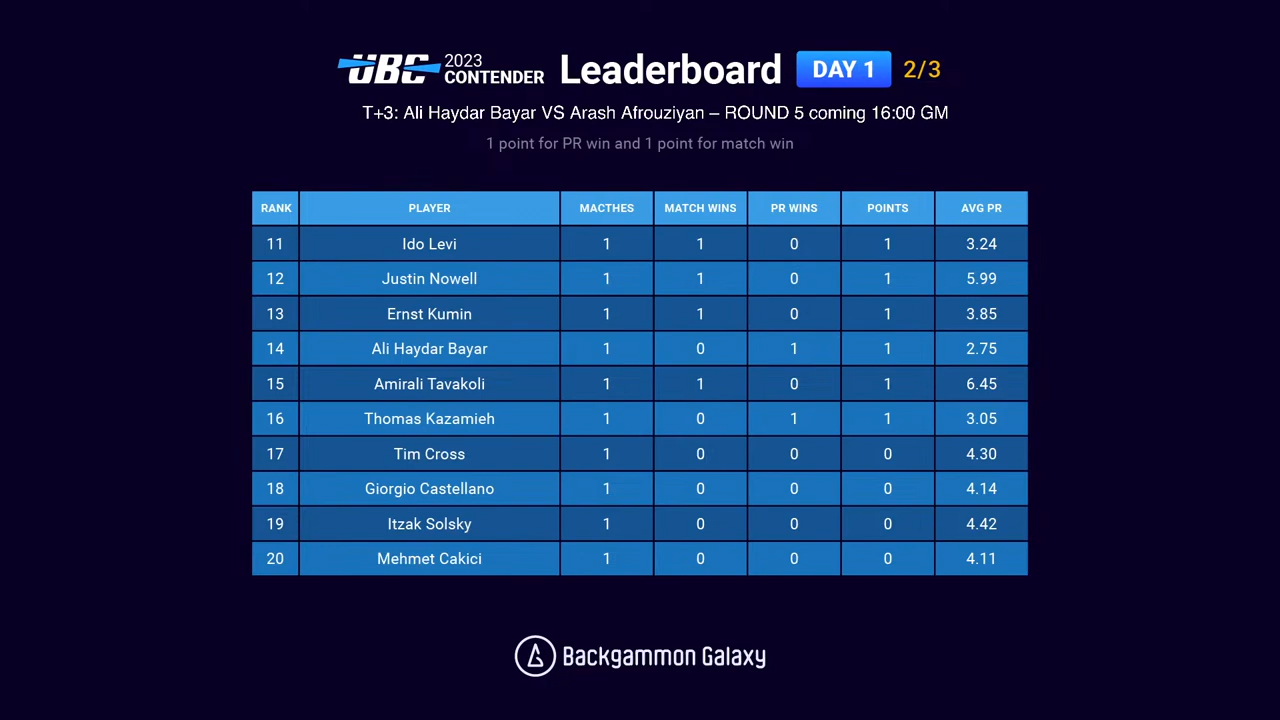 UBC 2023 CONTENDER Leaderboard DAY 1 2/3
T+3: Ali Haydar Bayar VS Arash Afrouziyan – ROUND 5 coming 16:00 GM
1 point for PR win and 1 point for match win
RANK PLAYER MACTHES MATCH WINS PR WINS POINTS AVG PR
11 Ido Levi 1 1 0 1 3.24
12 Justin Nowell 1 1 0 1 5.99
13 Ernst Kumin 1 1 0 1 3.85
14 Ali Haydar Bayar 1 0 1 1 2.75
15 Amirali Tavakoli 1 1 0 1 6.45
16 Thomas Kazamieh 1 0 1 1 3.05
17 Tim Cross 1 0 0 0 4.30
18 Giorgio Castellano 1 0 0 0 4.14
19 Itzak Solsky 1 0 0 0 4.42
20 Mehmet Cakici 1 0 0 0 4.11
Backgammon Galaxy